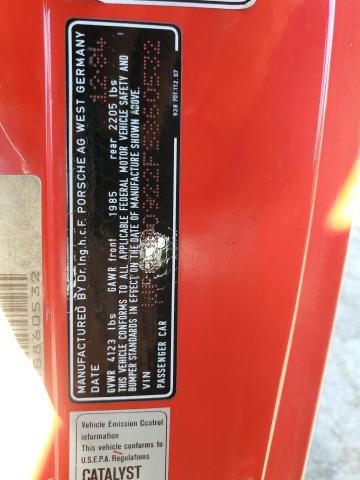 MANUFACTURED BY Dr.Ing.h.c.F. PORSCHE AG WEST GERMANY
DATE 12.84
GVWR 4123 lbs GAWR front 1985 rear 2205 lbs
THIS VEHICLE CONFORMS TO ALL APPLICABLE FEDERAL MOTOR VEHICLE SAFETY AND
BUMPER STANDARDS IN EFFECT ON THE DATE OF MANUFACTURE SHOWN ABOVE.
VIN
PASSENGER CAR
928 701 112 07
S860532
Vehicle Emission Control
information
This vehicle conforms to
U.S.E.P.A. Regulations
CATALYST